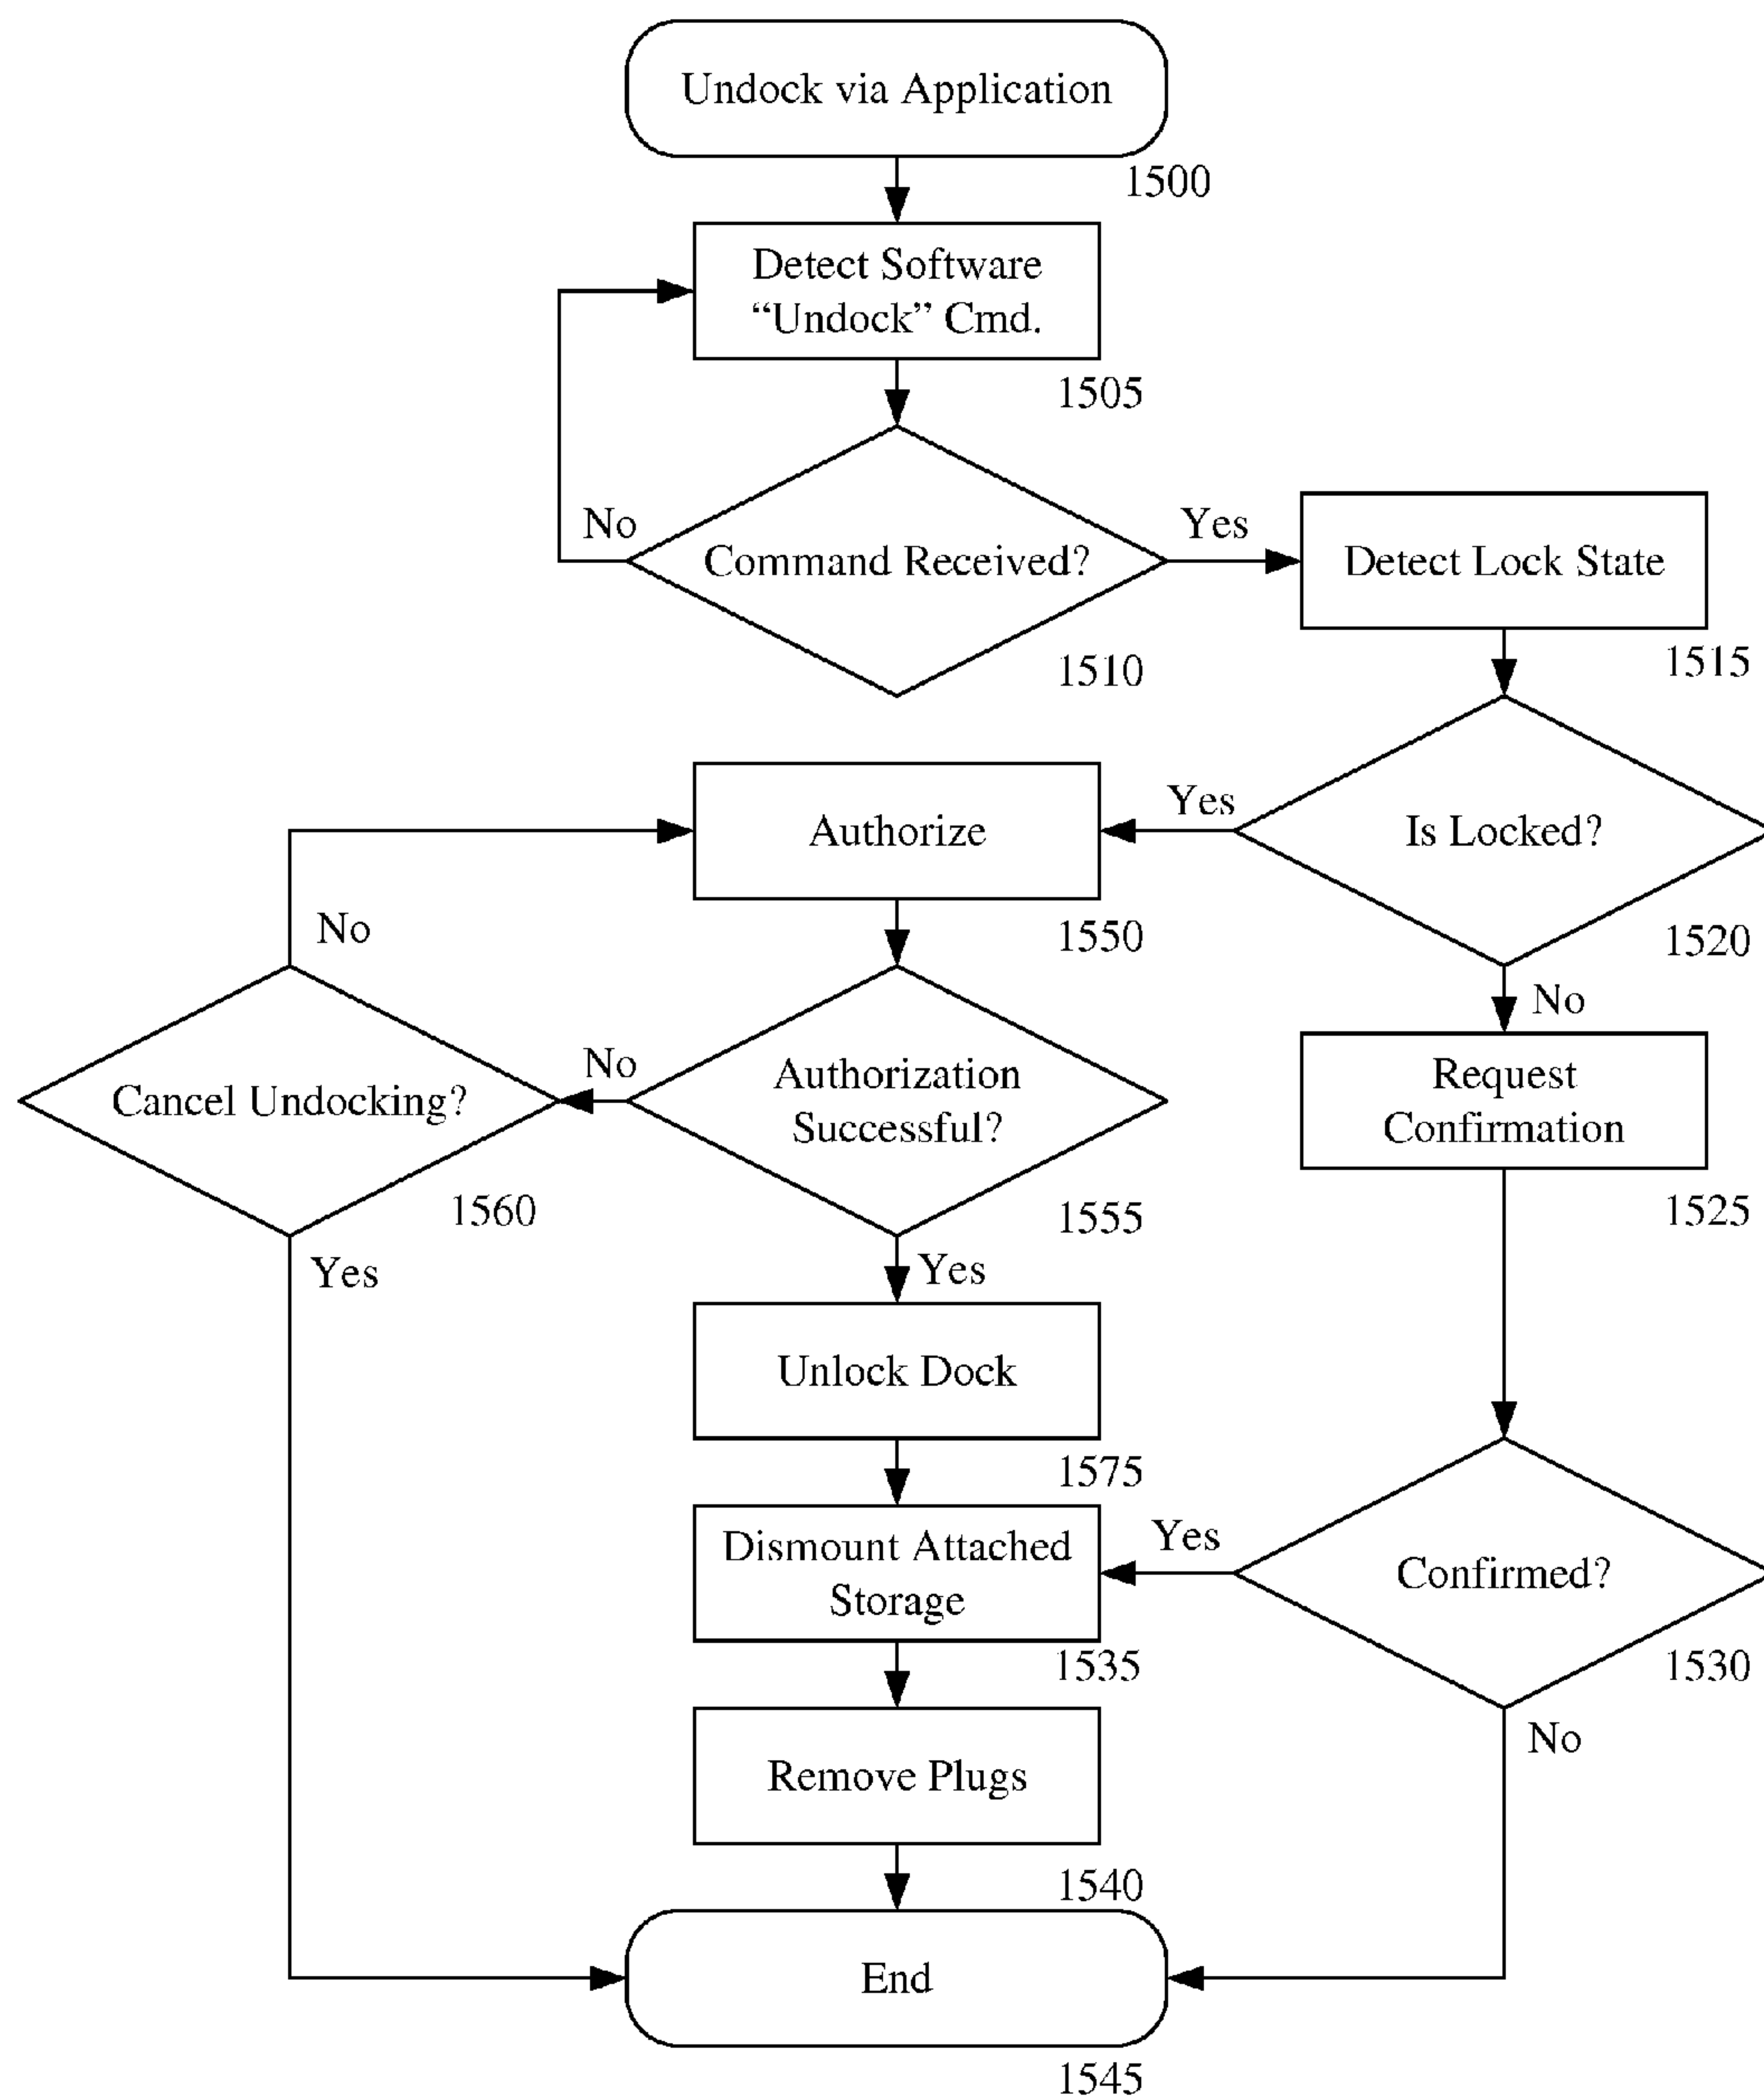 Undock via Application
1500
Detect Software
“Undock” Cmd.
1505
No
Command Received?
Yes
1510
Detect Lock State
1515
Authorize
Yes
Is Locked?
1550
1520
No
No
Cancel Undocking?
No
Authorization
Successful?
Request
Confirmation
1560
1555
1525
Yes
Yes
Unlock Dock
1575
Dismount Attached
Storage
Yes
Confirmed?
1535
1530
Remove Plugs
No
1540
End
1545